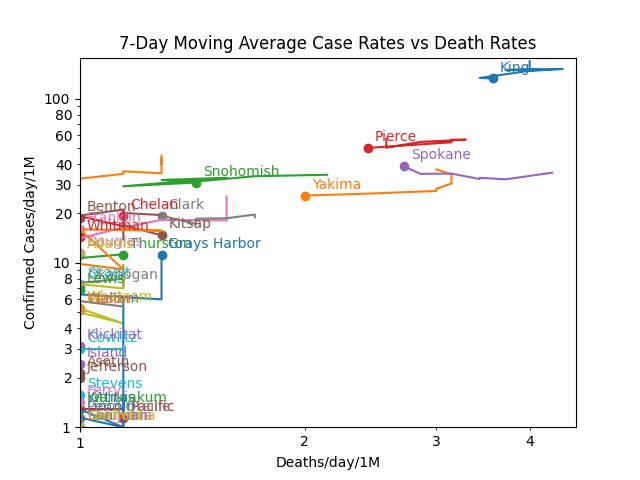 7-Day Moving Average Case Rates vs Death Rates
King
100
80
Pierce
60
Spokane
40
Snohomish
30
Yakima
Benton
Chelan
Clark
20
Franklin
Whitman
Kitsap
Douglas
Adams
Thurston
Grays Harbor
10
Skagit
Okanogan
8
Lewis
6
Whatcom
4
Cowlitz
Klickitat
3
Island
Asotin
Jefferson
2
Stevens
Ferry
Wahkiakum
Pacific
1
1
2
3
4
Confirmed Cases/day/1M
Deaths/day/1M